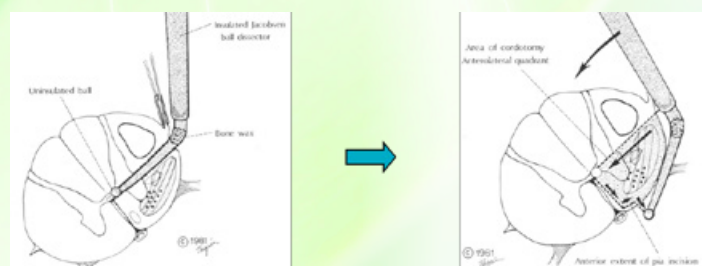 Insulated Jacobsen
ball dissector
Uninsulated ball
Bone wax
© 1981
Area of cordotomy
Anterolateral quadrant
© 1961
Anterior extent of pia incision